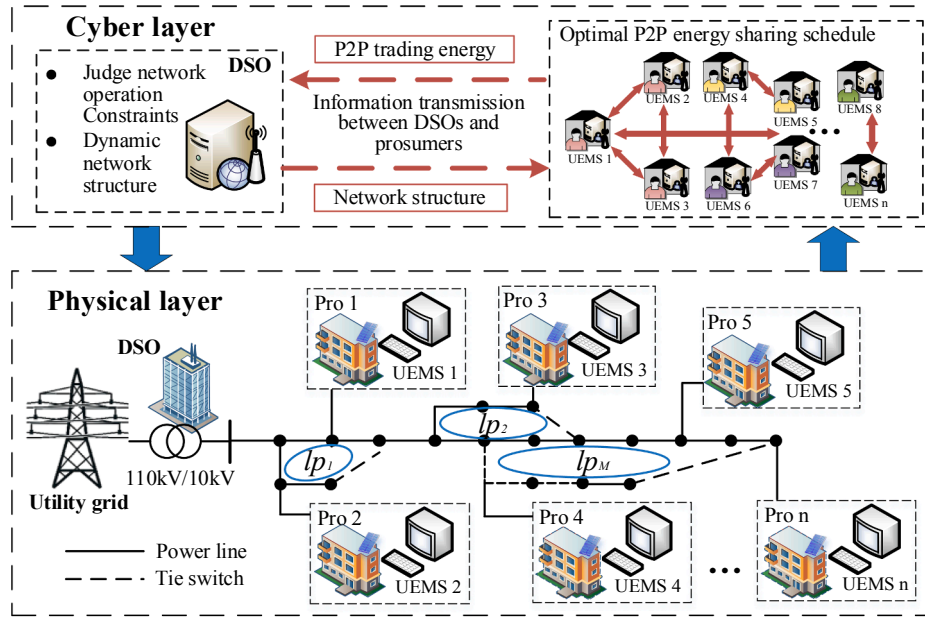 Cyber layer
DSO
● Judge network
operation
Constraints
● Dynamic
network
structure
P2P trading energy
Information transmission
between DSOs and
prosumers
Network structure
Optimal P2P energy sharing schedule
UEMS 1
UEMS 2
UEMS 3
UEMS 4
UEMS 5
UEMS 6
UEMS 7
UEMS 8
UEMS n
Physical layer
DSO
Utility grid
110kV/10kV
Pro 1
UEMS 1
Pro 3
UEMS 3
Pro 5
UEMS 5
lp1
lp2
lpM
Pro 2
UEMS 2
Pro 4
UEMS 4
Pro n
UEMS n
Power line
Tie switch